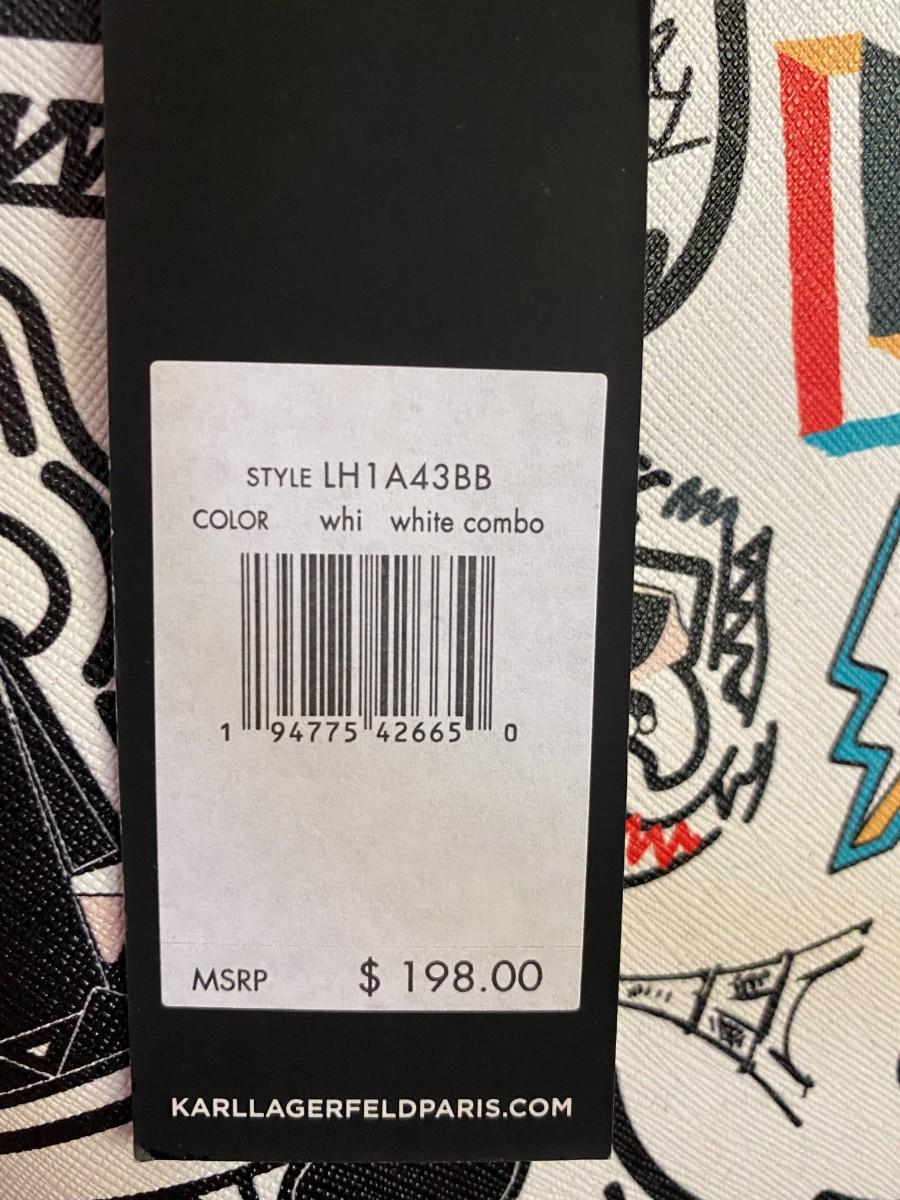 STYLE LH1A43BB
COLOR whi white combo
1 94775 42665 0
MSRP $ 198.00
KARLLAGERFELDPARIS.COM